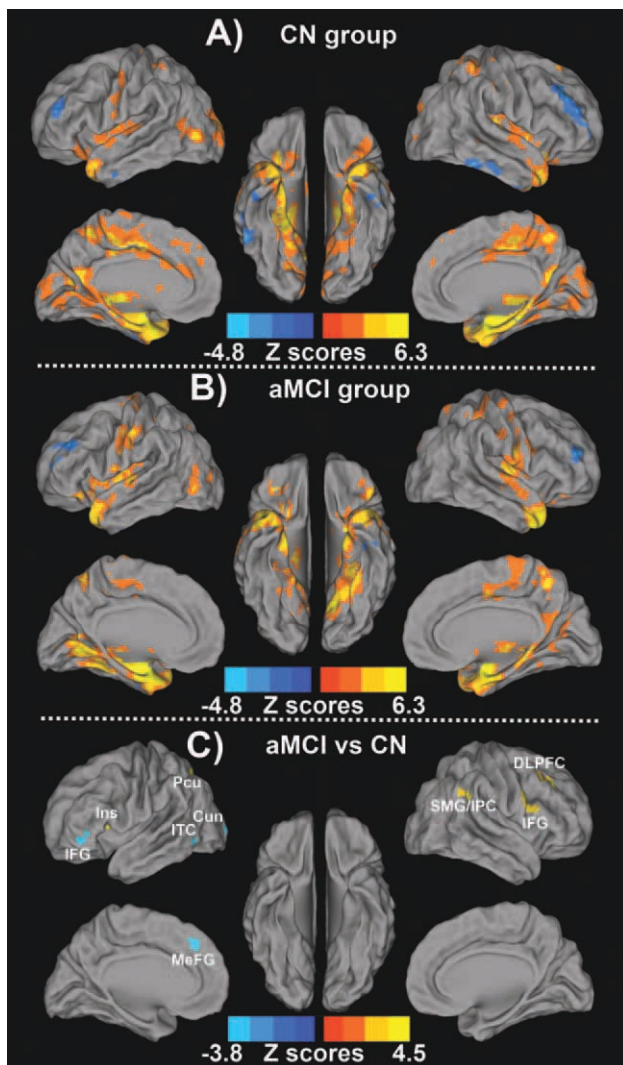 A) CN group
-4.8 Z scores 6.3
B) aMCI group
-4.8 Z scores 6.3
C) aMCI vs CN
Pcu
Ins
Cun
ITC
IFG
DLPFC
SMG/IPC
IFG
MeFG
-3.8 Z scores 4.5